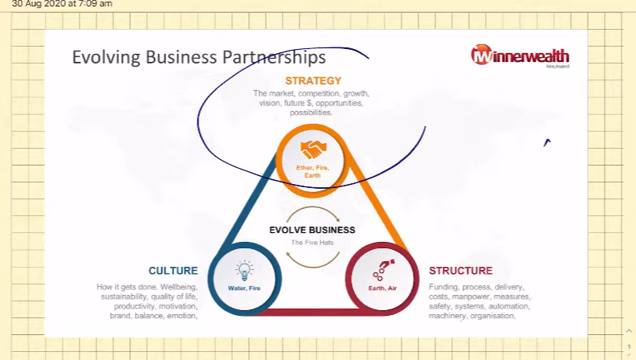 30 Aug 2020 at 7:09 am
Evolving Business Partnerships
Winnerwealth
STRATEGY
The market, competition, growth,
vision, future $, opportunities,
possibilities.
Ether, Fire,
Earth
EVOLVE BUSINESS
The Five Hats
CULTURE
How it gets done. Wellbeing,
sustainability, quality of life,
productivity, motivation,
brand, balance, emotion,
Water, Fire
Earth, Air
STRUCTURE
Funding, process, delivery,
costs, manpower, measures,
safety, systems, automation,
machinery, organisation.
1